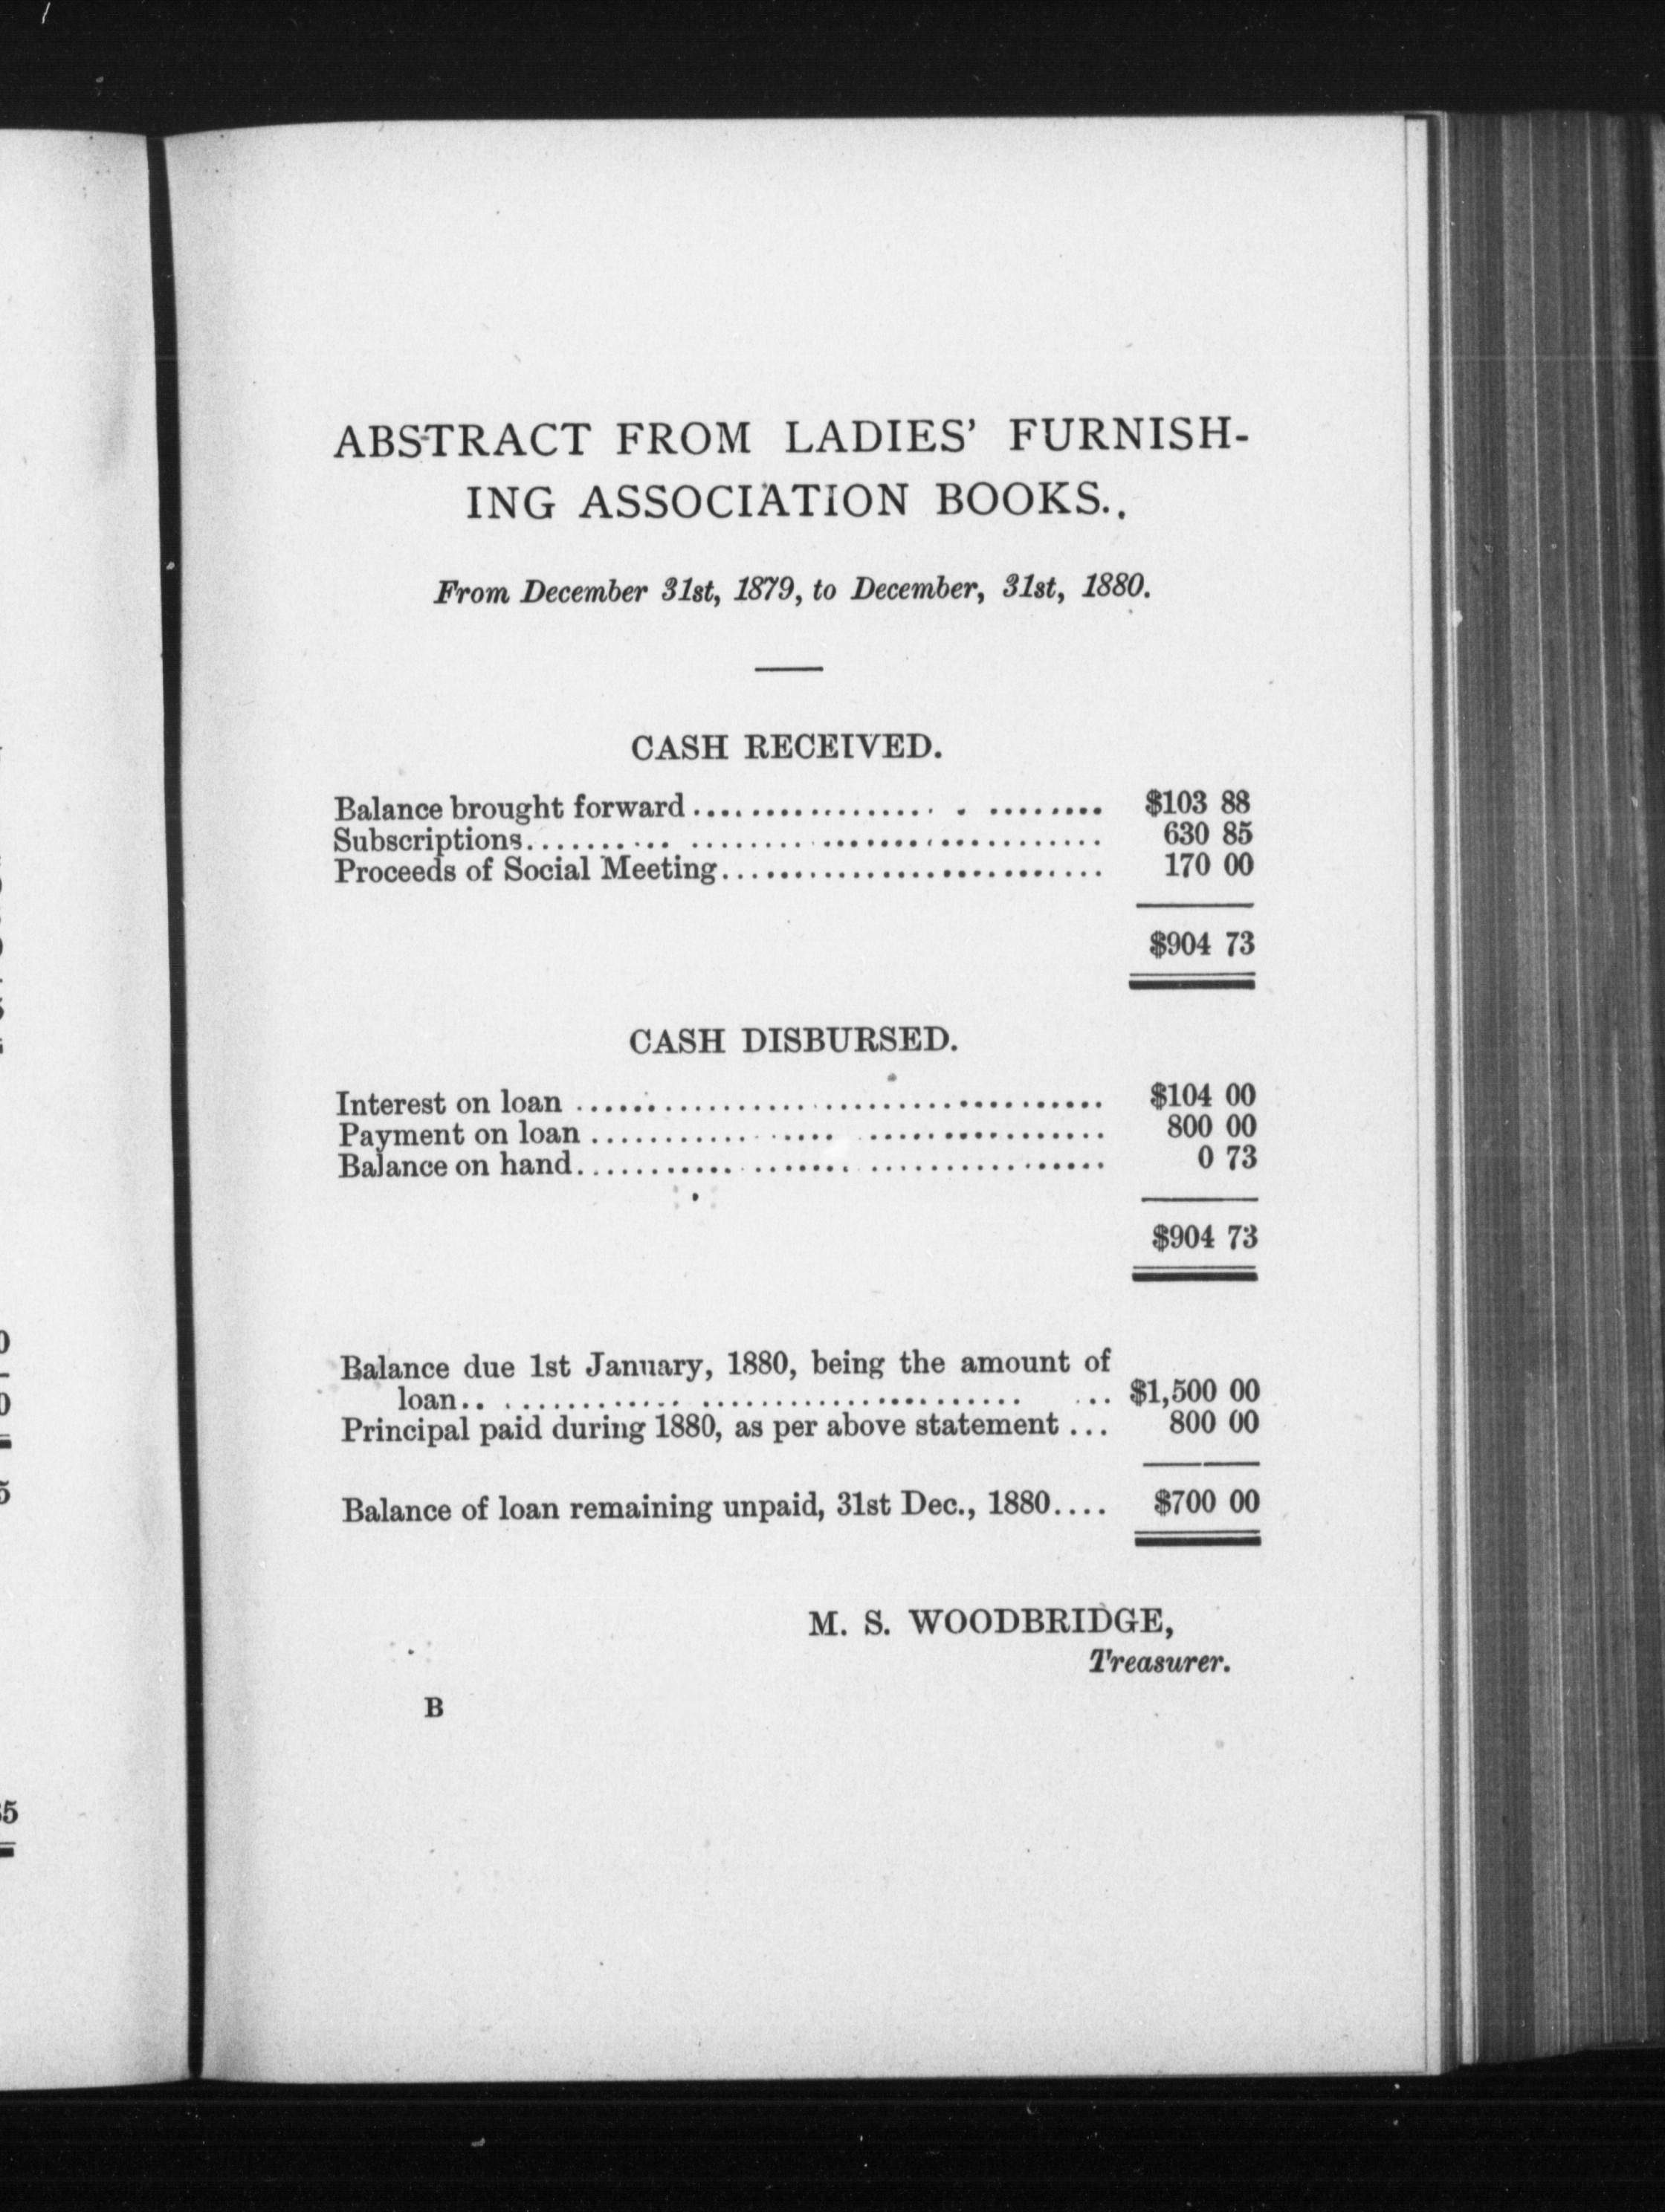 ABSTRACT FROM LADIES' FURNISH-
ING ASSOCIATION BOOKS.
From December 31st, 1879, to December, 31st, 1880.
CASH RECEIVED.
Balance brought forward .......................... $103 88
Subscriptions.......................... 630 85
Proceeds of Social Meeting.......................... 170 00
$904 73
CASH DISBURSED.
Interest on loan .......................... $104 00
Payment on loan .......................... 800 00
Balance on hand.......................... 0 73
$904 73
Balance due 1st January, 1880, being the amount of
loan.......................... $1,500 00
Principal paid during 1880, as per above statement ... 800 00
Balance of loan remaining unpaid, 31st Dec., 1880.... $700 00
M. S. WOODBRIDGE,
Treasurer.
B